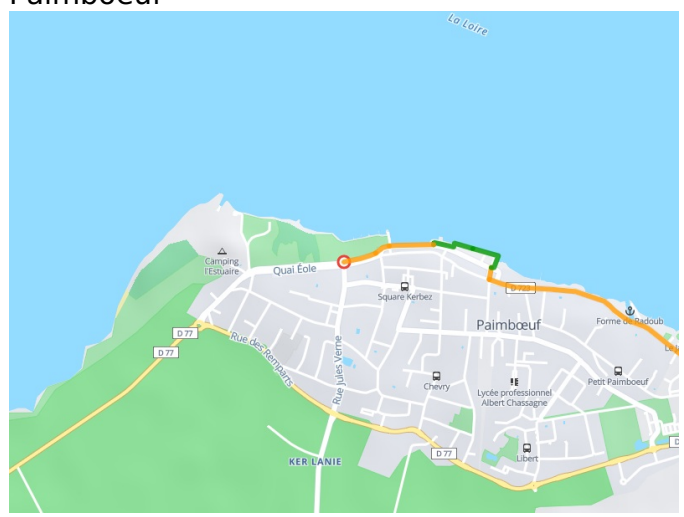 Paimboeuf
La Loire
Camping
l'Estuaire
Quai Éole
Square Kerbez
D 723
Forme de Radoub
Paimbœuf
D 77
D 77
Rue des Remparts
Rue Jules Verne
Chevry
Lycée professionnel
Albert Chassagne
Petit Paimboeuf
KER LANIE
D 77
Libert